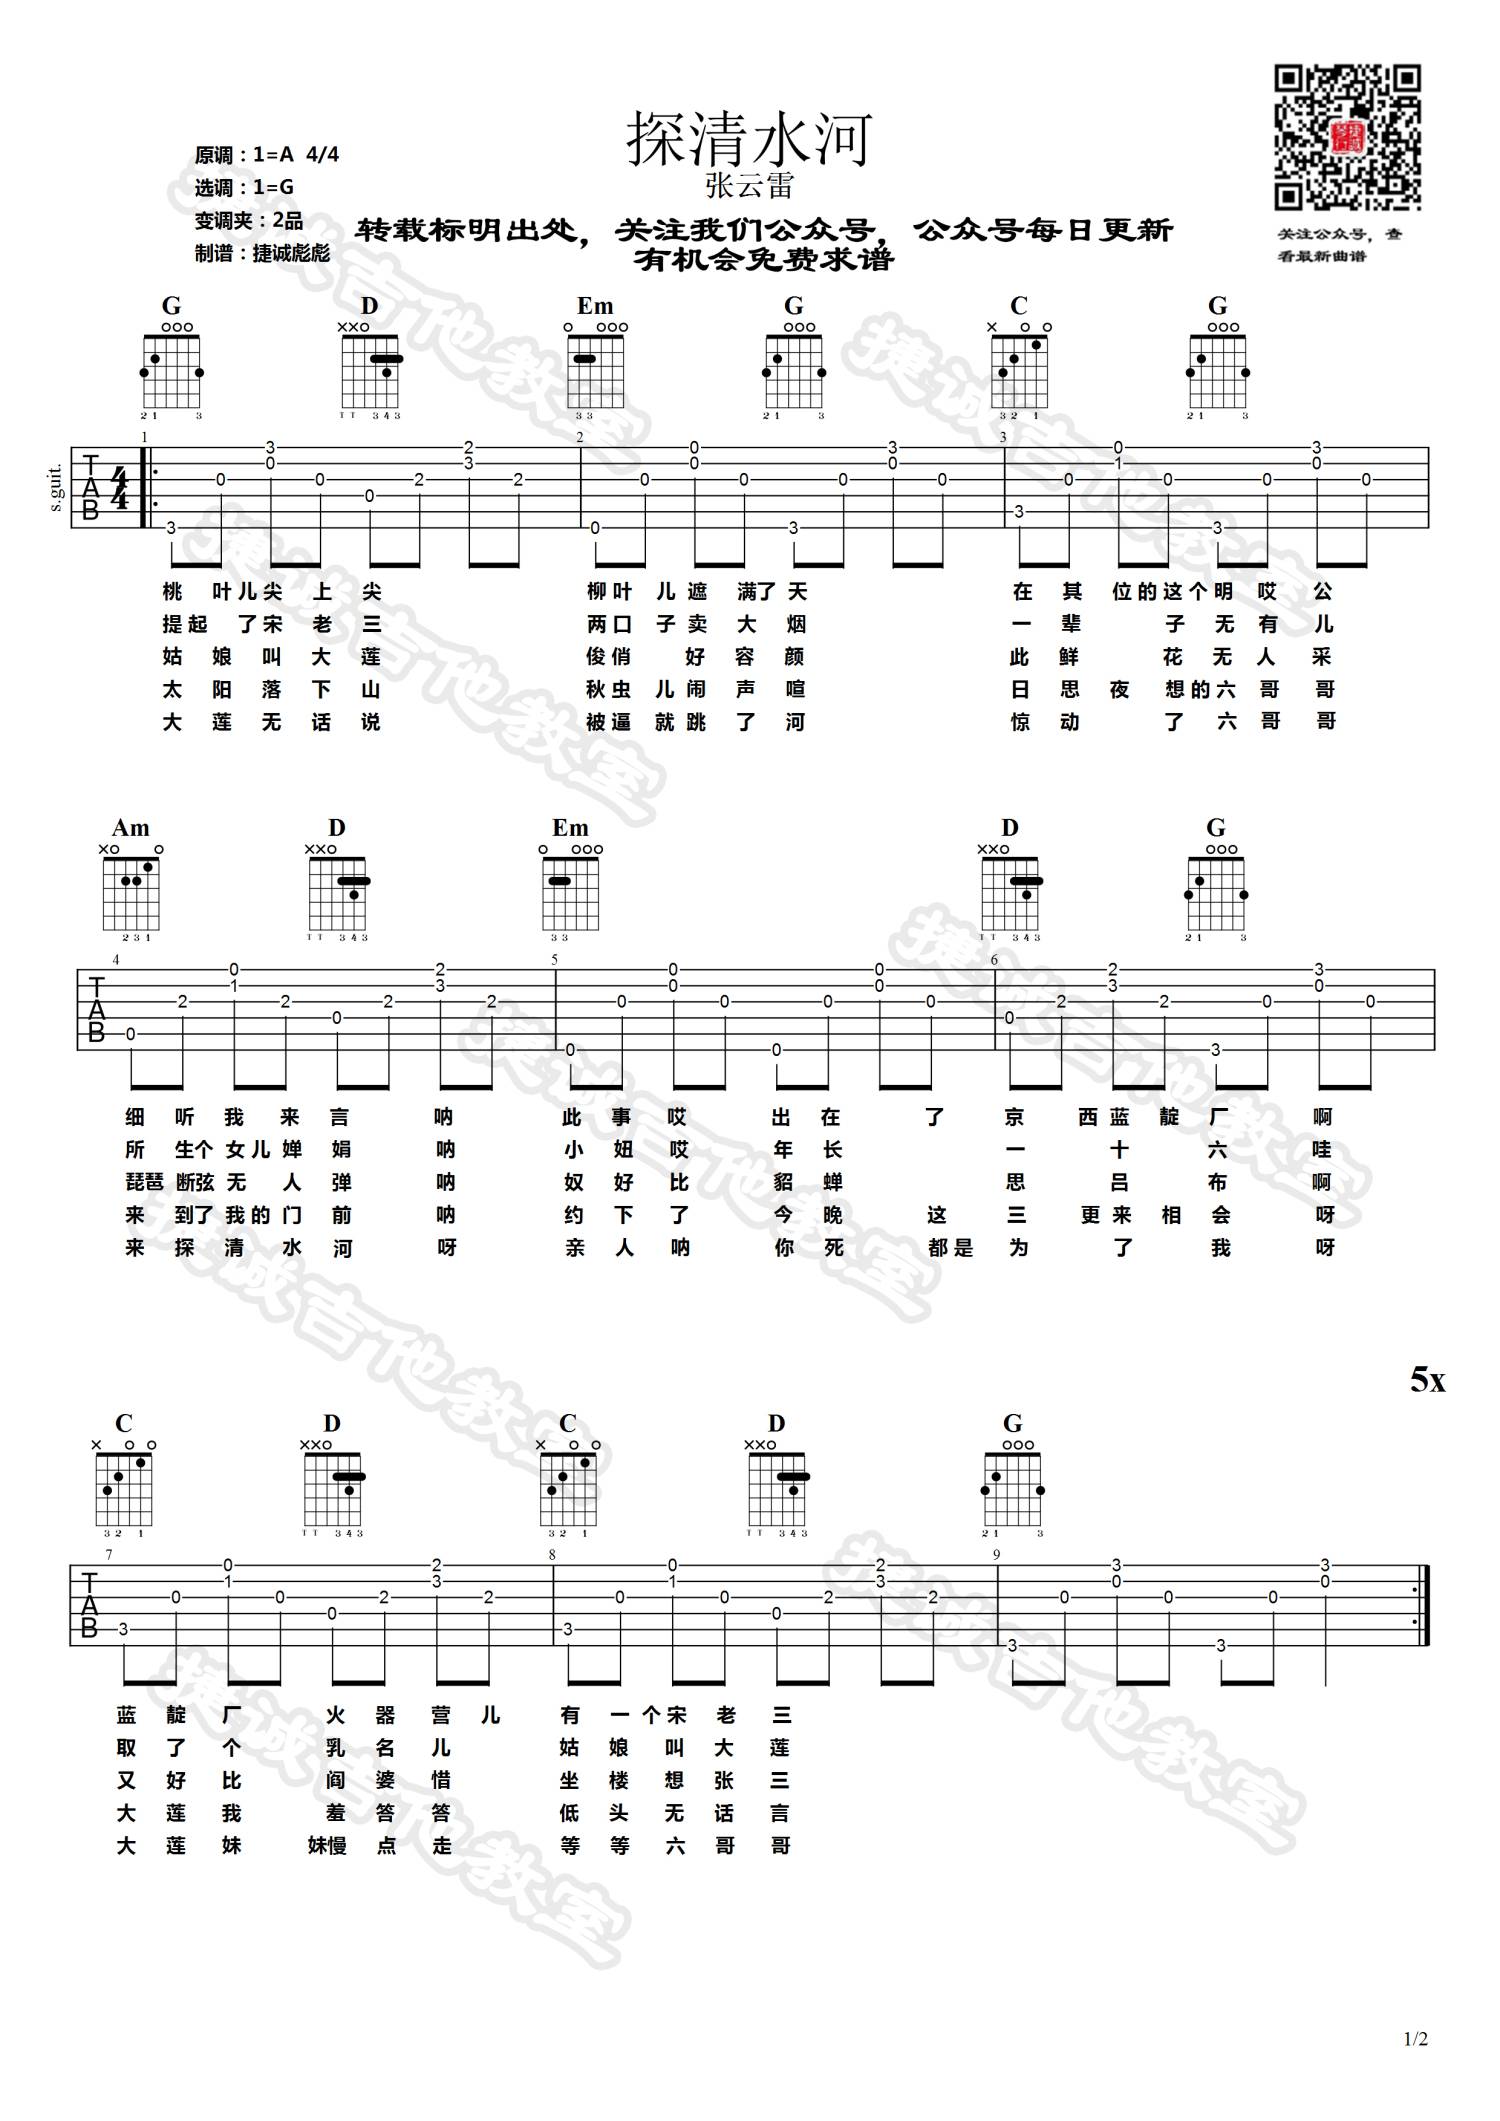 探清水河
张云雷
原调：1=A 4/4
选调：1=G
变调夹：2品
制谱：捷诚彪彪
转载标明出处，关注我们公众号，公众号每日更新
有机会免费求谱
关注公众号，查
看最新曲谱
G D Em G C G
s.guit.
桃 叶儿尖 上 尖 柳叶 儿 遮 满了天 在 其 位的这个明 哎 公
提起 了宋 老 三 两口 子 卖 大 烟 一 辈 子 无 有 儿
姑 娘 叫 大 莲 俊俏 好 容 颜 此 鲜 花 无 人 采
太 阳 落 下 山 秋虫 儿 闹 声 喧 日 思 夜 想的六 哥 哥
大 莲 无 话 说 被逼 就 跳 了 河 惊 动 了 六 哥 哥
Am D Em D G
细 听 我 来 言 呐 此 事 哎 出 在 了 京 西蓝 靛 厂 啊
所 生个 女儿 婵 娟 呐 小 妞 哎 年 长 一 十 六 哇
琵琶 断弦 无 人 弹 呐 奴 好 比 貂 蝉 思 吕 布 啊
来 到了 我的 门 前 呐 约 下 了 今 晚 这 三 更来 相 会 呀
来 探 清 水 河 呀 亲 人 呐 你 死 都是 为 了 我 呀
5x
C D C D G
蓝 靛 厂 火 器 营 儿 有 一 个宋 老 三
取 了 个 乳 名 儿 姑 娘 叫 大 莲
又 好 比 阎 婆 惜 坐 楼 想 张 三
大 莲 我 羞 答 答 低 头 无 话 言
大 莲 妹 妹慢 点 走 等 等 六 哥 哥
1/2